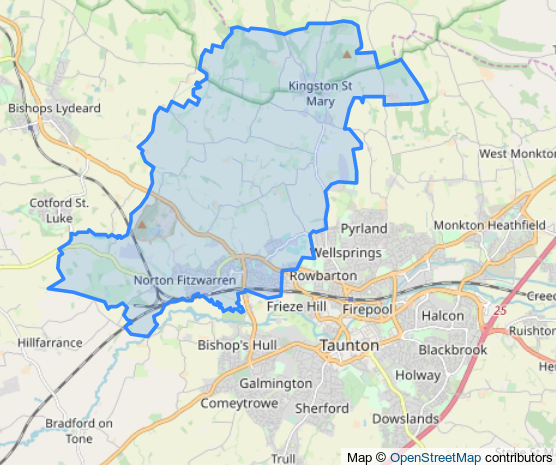 Kingston St
Mary
Bishops Lydeard
West Monkt
Cotford St.
Luke
Pyrland
Monkton Heathfield
Wellsprings
Norton Fitzwarren
Rowbarton
Creec
Frieze Hill
Firepool
25
Halcon
Ruishton
Hillfarrance
Bishop's Hull
Taunton
Blackbrook
He
Galmington
Holway
Comeytrowe
Sherford
Bradford on
Tone
Dowslands
Trull
Map © OpenStreetMap contributors